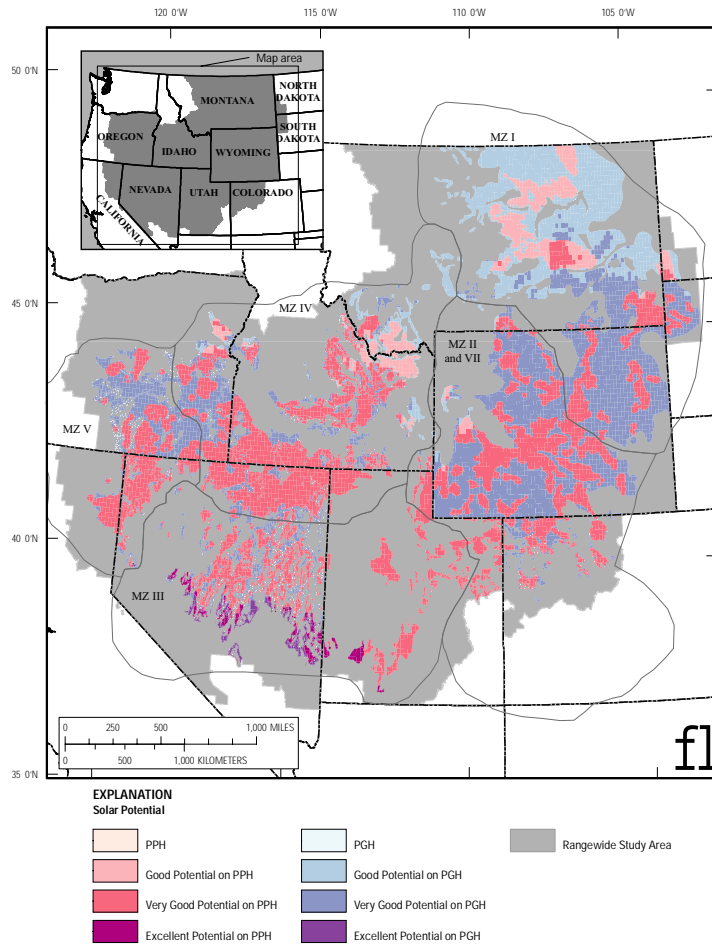 120 0'W
115 0'W
110 0'W
105 0'W
50 0'N
Map area
NORTH
DAKOTA
MONTANA
SOUTH
DAKOTA
OREGON
IDAHO
WYOMING
NEVADA
UTAH
COLORADO
CALIFORNIA
MZ I
45 0'N
MZ IV
MZ II
and VII
MZ V
40 0'N
MZ III
0 250 500 1,000 MILES
0 500 1,000 KILOMETERS
fl
35 0'N
EXPLANATION
Solar Potential
PPH
PGH
Rangewide Study Area
Good Potential on PPH
Good Potential on PGH
Very Good Potential on PPH
Very Good Potential on PGH
Excellent Potential on PPH
Excellent Potential on PGH